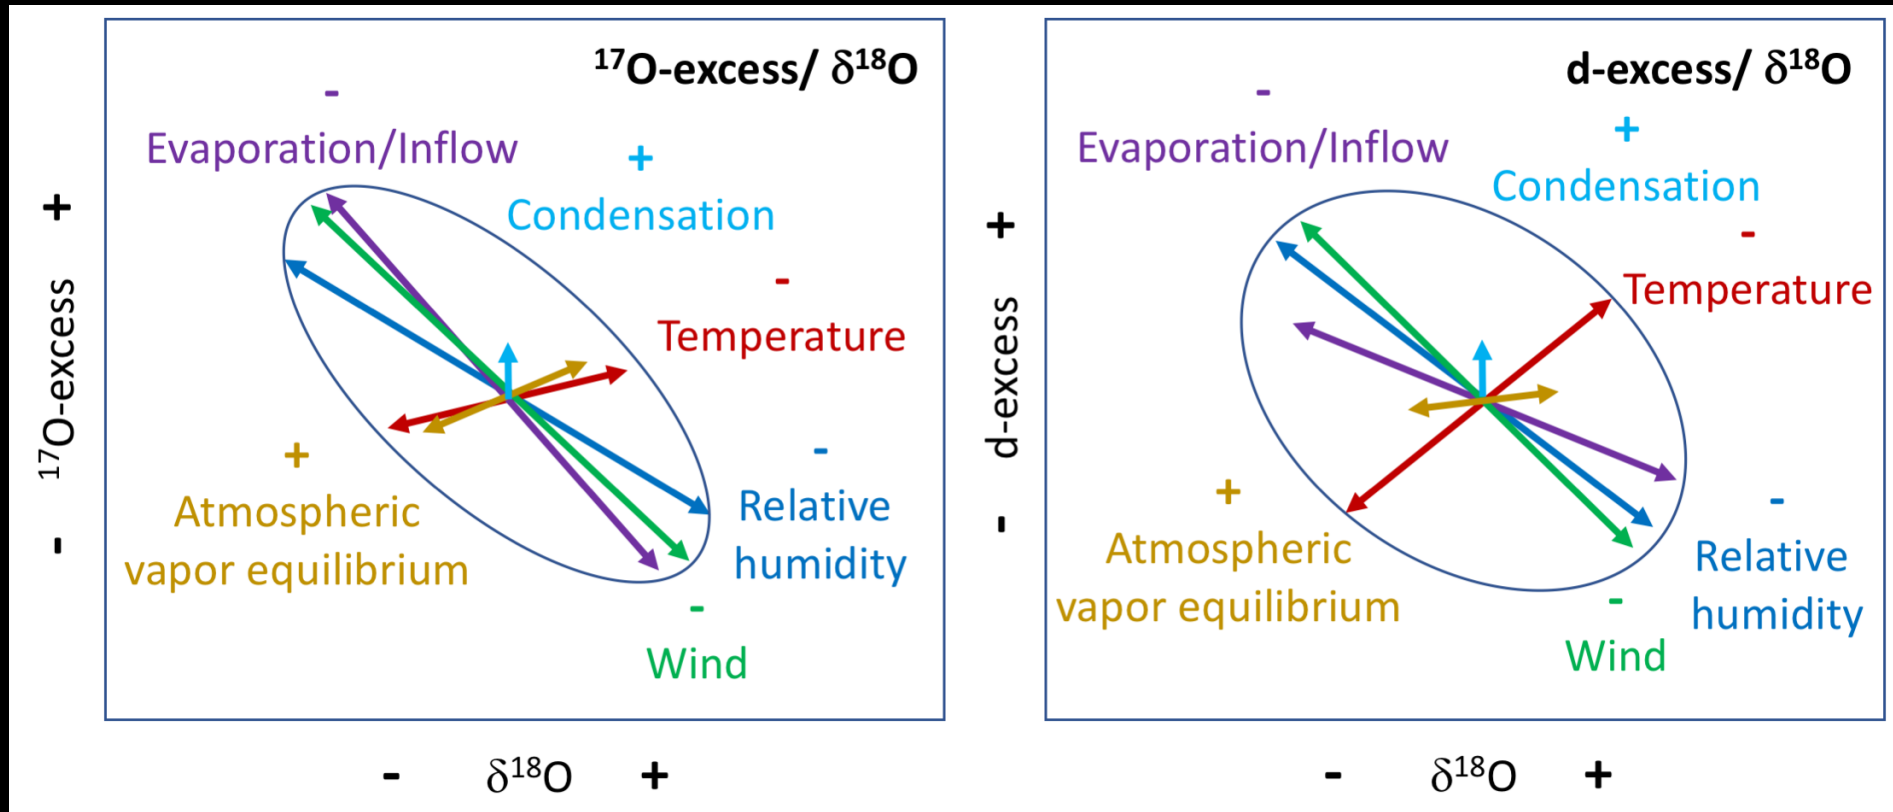 ¹⁷O-excess/ δ¹⁸O
-
Evaporation/Inflow
+
Condensation
-
Temperature
+
Atmospheric
vapor equilibrium
-
Relative
humidity
-
Wind
+
¹⁷O-excess
-
- δ¹⁸O +
d-excess/ δ¹⁸O
-
Evaporation/Inflow
+
Condensation
-
Temperature
+
Atmospheric
vapor equilibrium
-
Relative
humidity
-
Wind
+
d-excess
-
- δ¹⁸O +